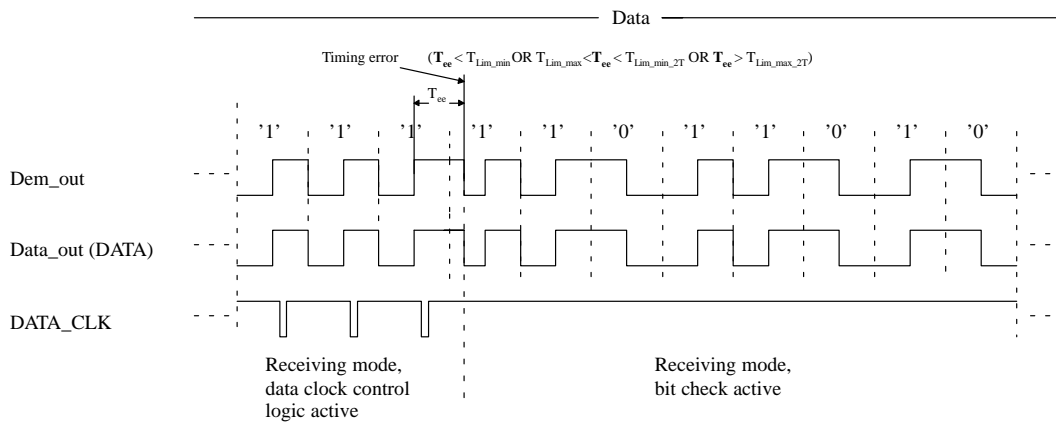 Data
Timing error (Tee < TLim_min OR TLim_max < Tee < TLim_min_2T OR Tee > TLim_max_2T)
Tee
'1' '1' '1' '1' '1' '0' '1' '1' '0' '1' '0'
Dem_out
Data_out (DATA)
DATA_CLK
Receiving mode,
data clock control
logic active
Receiving mode,
bit check active